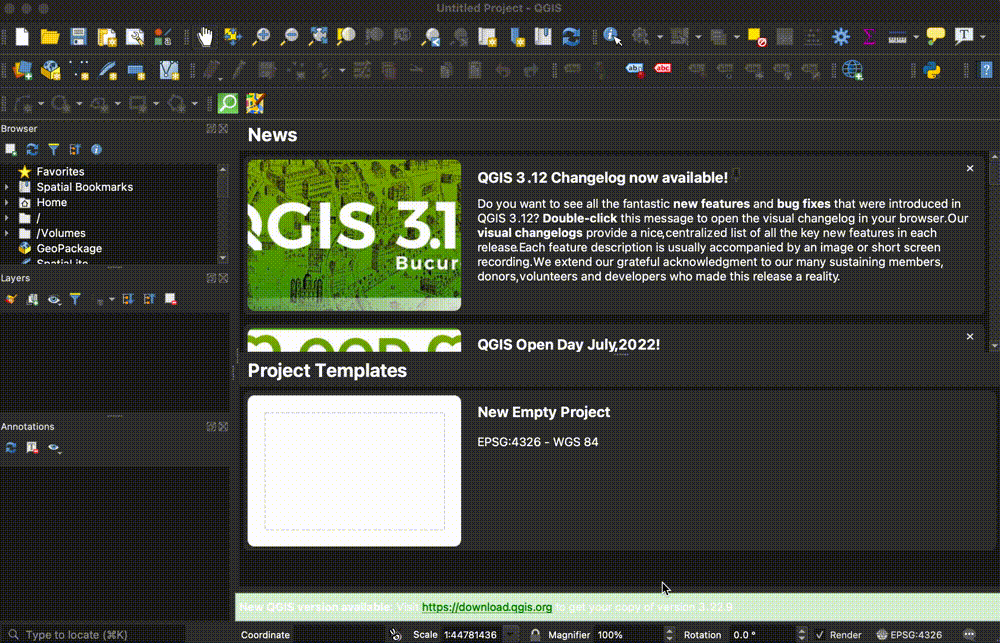 Untitled Project - QGIS
Browser
Favorites
Spatial Bookmarks
Home
/
/Volumes
GeoPackage
SpatiaLite
Layers
Annotations
News
QGIS 3.1
Bucur
QGIS 3.12 Changelog now available!
Do you want to see all the fantastic new features and bug fixes that were introduced in
QGIS 3.12? Double-click this message to open the visual changelog in your browser.Our
visual changelogs provide a nice,centralized list of all the key new features in each
release.Each feature description is usually accompanied by an image or short screen
recording.We extend our grateful acknowledgment to our many sustaining members,
donors,volunteers and developers who made this release a reality.
QGIS Open Day July,2022!
Project Templates
New Empty Project
EPSG:4326 - WGS 84
New QGIS version available: Visit https://download.qgis.org to get your copy of version 3.22.9
Type to locate (⌘K) Coordinate Scale 1:44781436 Magnifier 100% Rotation 0.0 ° Render EPSG:4326